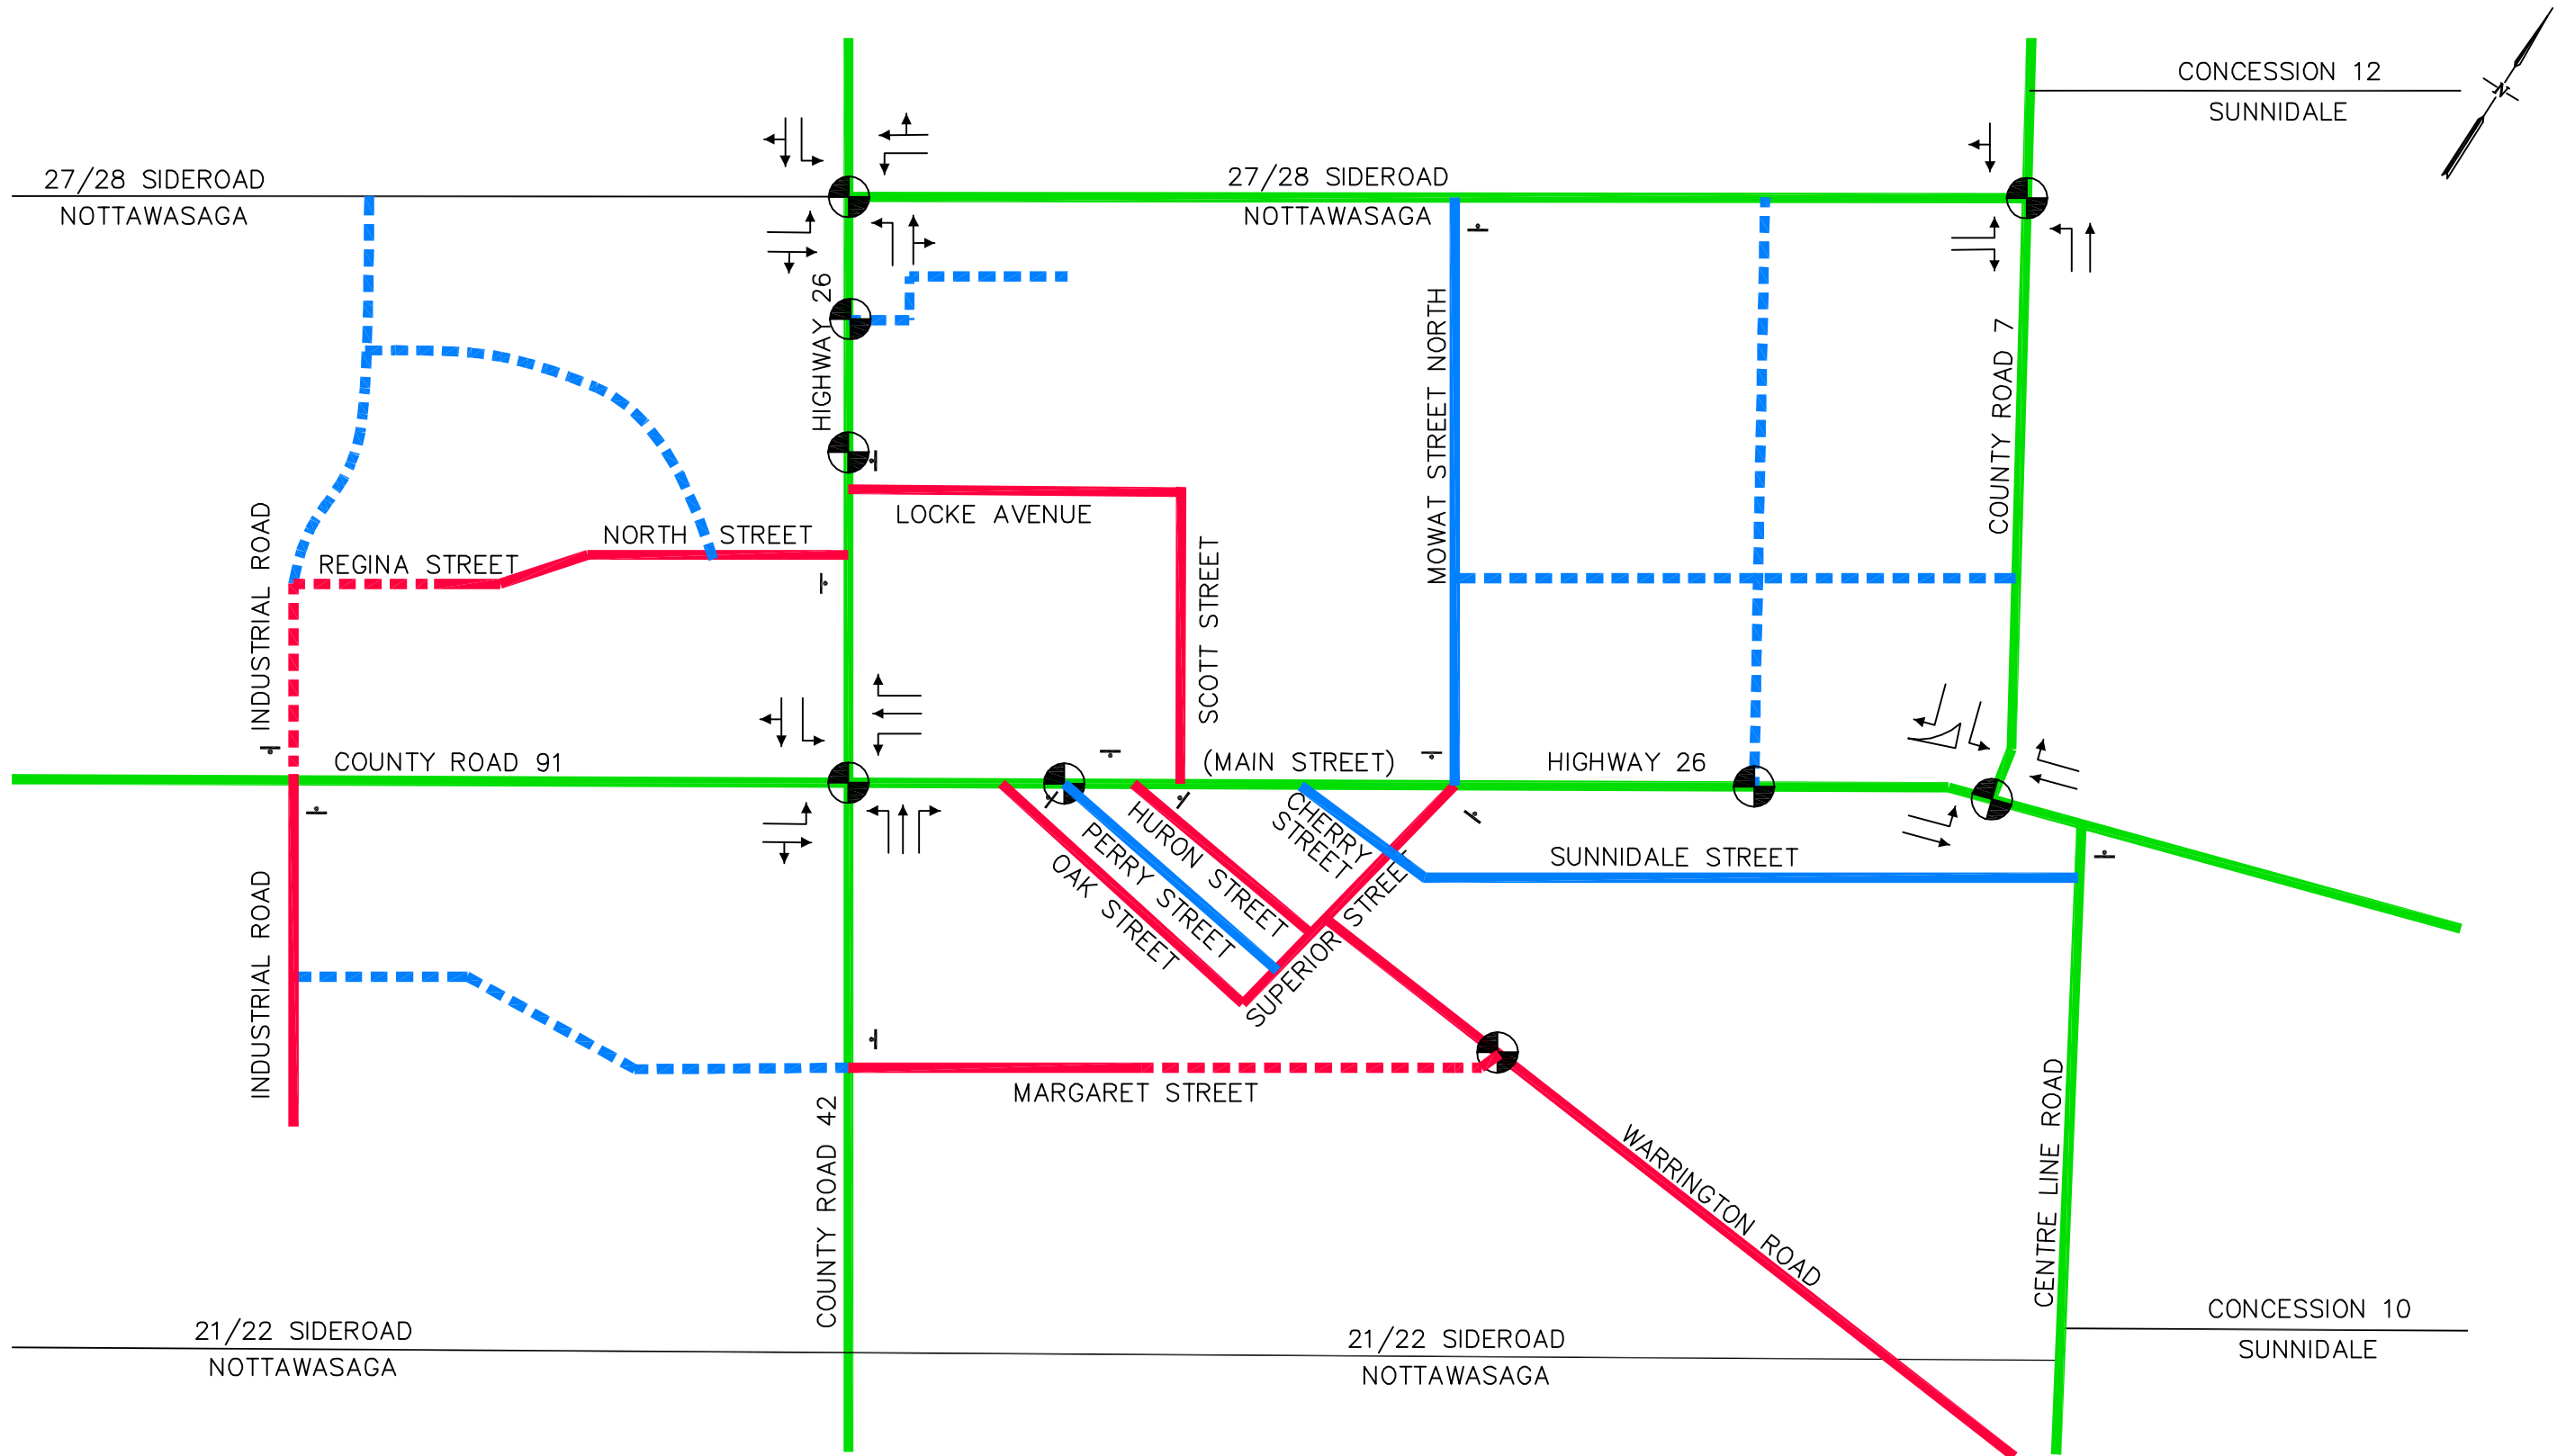 CONCESSION 12
SUNNIDALE
N
27/28 SIDEROAD
NOTTAWASAGA
27/28 SIDEROAD
NOTTAWASAGA
HIGHWAY 26
MOWAT STREET NORTH
COUNTY ROAD 7
INDUSTRIAL ROAD
REGINA STREET
NORTH STREET
LOCKE AVENUE
SCOTT STREET
COUNTY ROAD 91
(MAIN STREET)
HIGHWAY 26
CHERRY
STREET
HURON STREET
PERRY STREET
OAK STREET
SUPERIOR STREET
SUNNIDALE STREET
INDUSTRIAL ROAD
MARGARET STREET
COUNTY ROAD 42
WARRINGTON ROAD
CENTRE LINE ROAD
21/22 SIDEROAD
NOTTAWASAGA
21/22 SIDEROAD
NOTTAWASAGA
CONCESSION 10
SUNNIDALE